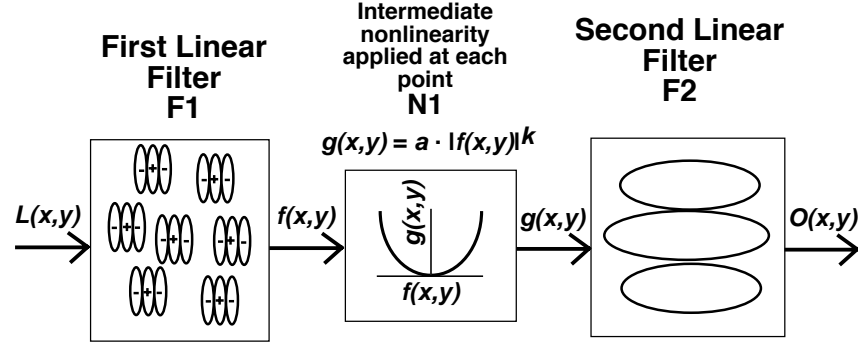 First Linear
Filter
F1
Intermediate
nonlinearity
applied at each
point
N1
g(x,y) = a · |f(x,y)|k
Second Linear
Filter
F2
L(x,y)
- + -
- + -
- + -
- + -
- + -
- + -
- + -
f(x,y)
g(x,y)
f(x,y)
g(x,y)
O(x,y)